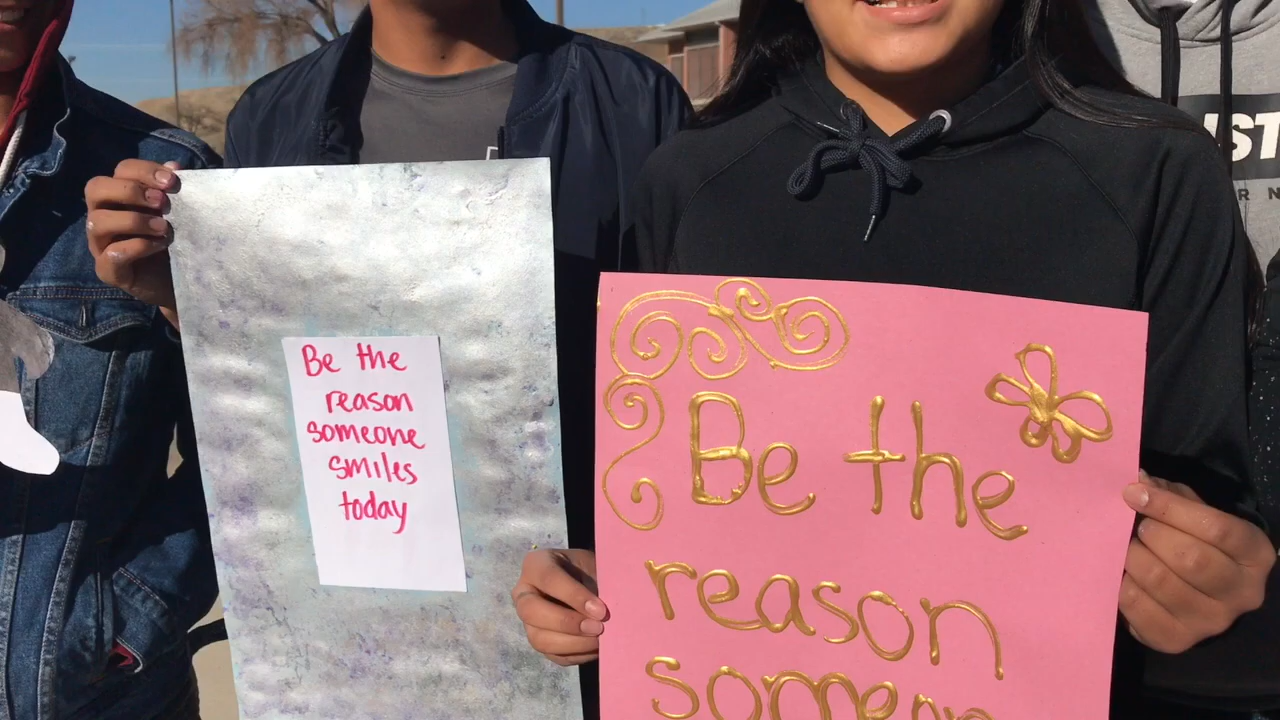 Be the
reason
someone
smiles
today
Be the
reason